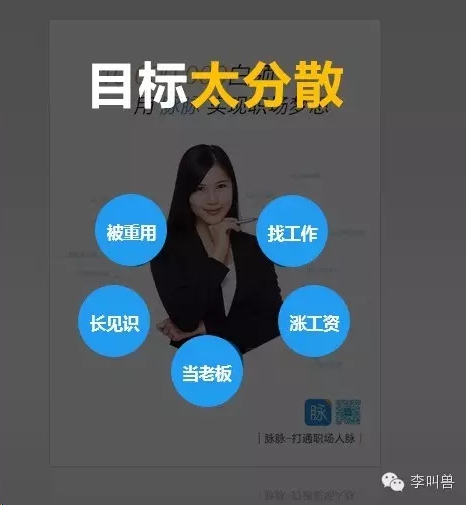 目标太分散
用脉脉 实现职场梦想
被重用
找工作
长见识
涨工资
当老板
脉
脉脉-打通职场人脉
李叫兽